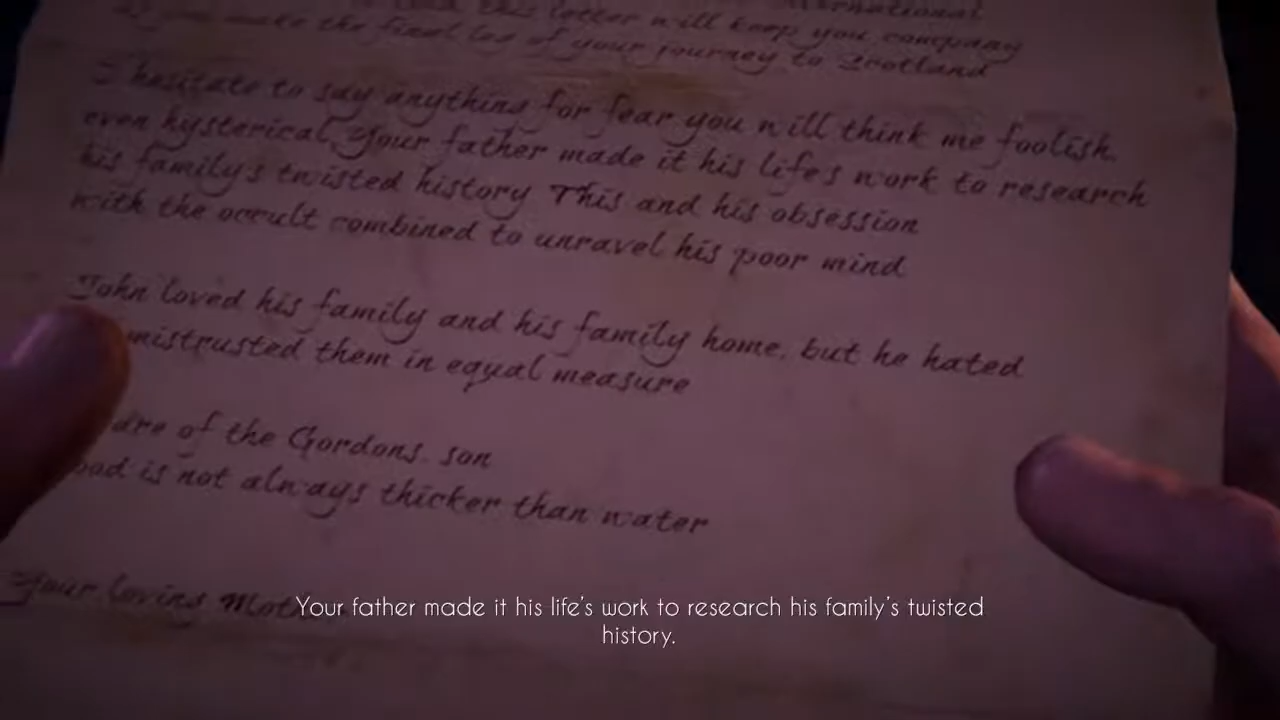 this letter will keep you company
make the final leg of your journey to Scotland
I hesitate to say anything for fear you will think me foolish,
even hysterical, your father made it his life's work to research
his family's twisted history This and his obsession
with the occult combined to unravel his poor mind
John loved his family and his family home, but he hated
mistrusted them in equal measure
of the Gordons, son
is not always thicker than water
Your loving
Your father made it his life's work to research his family's twisted
history.